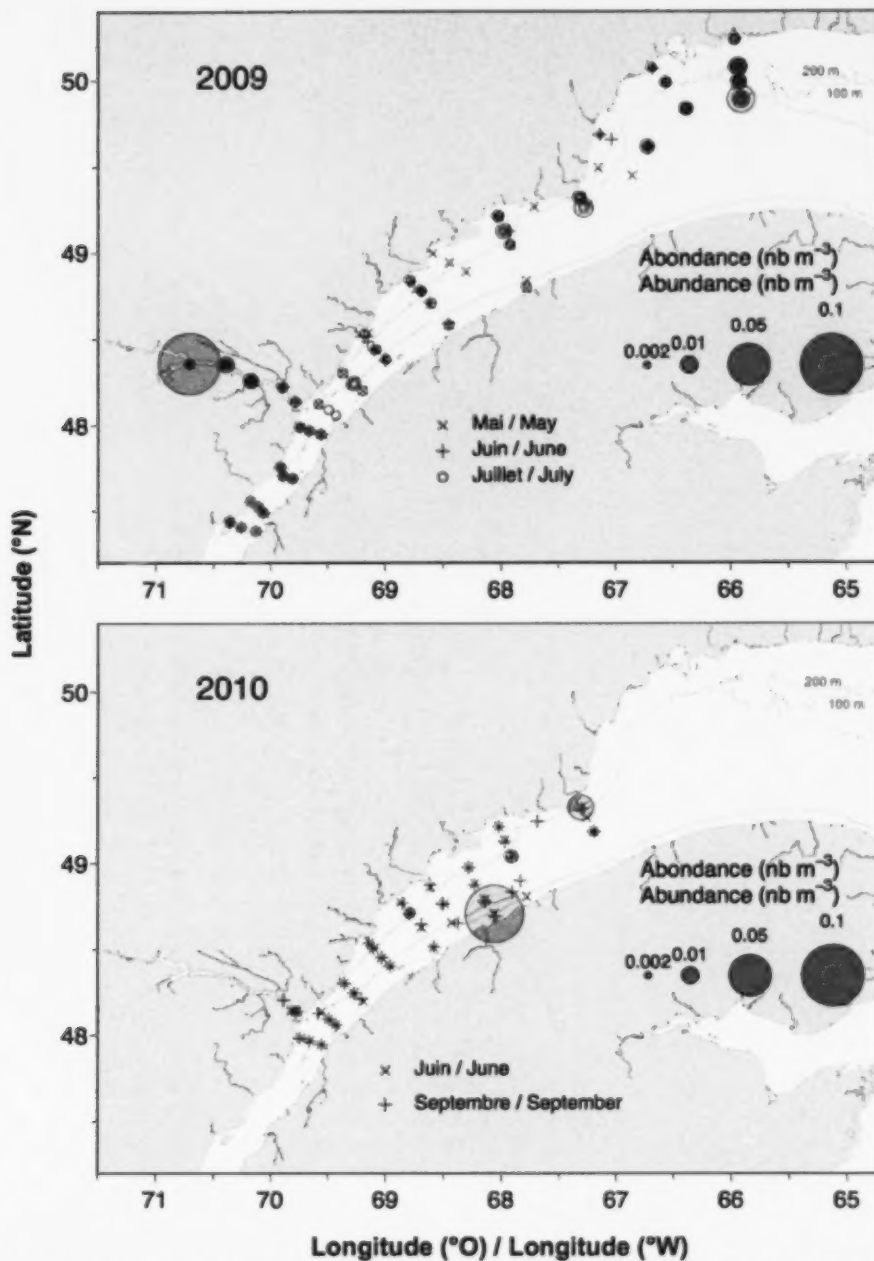 2009
200 m
100 m
Abondance (nb m⁻³)
Abundance (nb m⁻³)
0.002 0.01 0.05 0.1
Mai / May
Juin / June
Juillet / July
50
49
48
71 70 69 68 67 66 65
Latitude (°N)
2010
200 m
100 m
Abondance (nb m⁻³)
Abundance (nb m⁻³)
0.002 0.01 0.05 0.1
Juin / June
Septembre / September
50
49
48
71 70 69 68 67 66 65
Longitude (°O) / Longitude (°W)